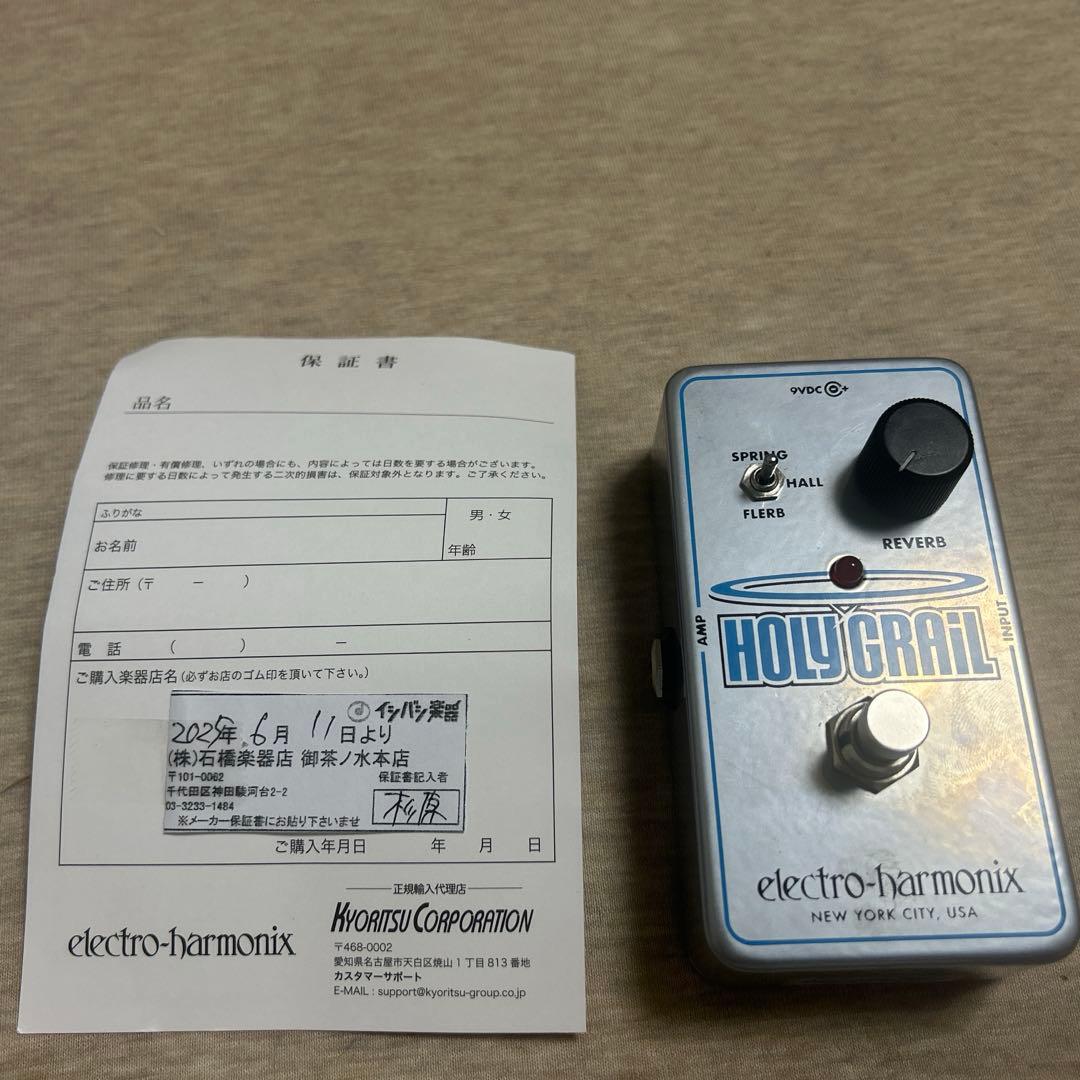 保証書
品名
保証修理・有償修理、いずれの場合にも、内容によっては日数を要する場合がございます。
修理に要する日数によって発生する二次的損害は、保証対象外となります。ご了承ください。
ふりがな
お名前
男・女
年齢
ご住所（〒　－　）
電話　（　）　－
ご購入楽器店名（必ずお店のゴム印を頂いて下さい。）
イシバシ楽器
2025年 6月 11日より
(株)石橋楽器店 御茶ノ水本店
〒101-0062
保証書記入者
千代田区神田駿河台2-2
03-3233-1484
杉原
※メーカー保証書にお貼り下さいませ
ご購入年月日　年　月　日
electro-harmonix
正規輸入代理店
KYORITSU CORPORATION
〒468-0002
愛知県名古屋市天白区焼山1丁目813番地
カスタマーサポート
E-MAIL : support@kyoritsu-group.co.jp
9VDC
SPRING
HALL
FLERB
REVERB
AMP
INPUT
HOLY GRAiL
electro-harmonix
NEW YORK CITY, USA